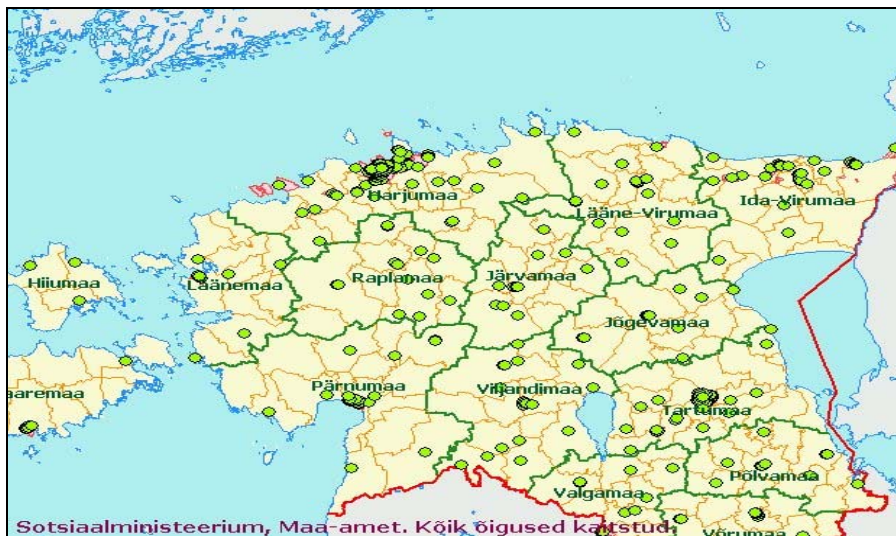 Harjumaa
Lääne-Virumaa
Ida-Virumaa
Hiiumaa
Läänemaa
Raplamaa
Järvamaa
Jõgevamaa
aaremaa
Pärnumaa
Viljandimaa
Tartumaa
Valgamaa
Põlvamaa
Võrumaa
Sotsiaalministeerium, Maa-amet. Kõik õigused kaitstud.